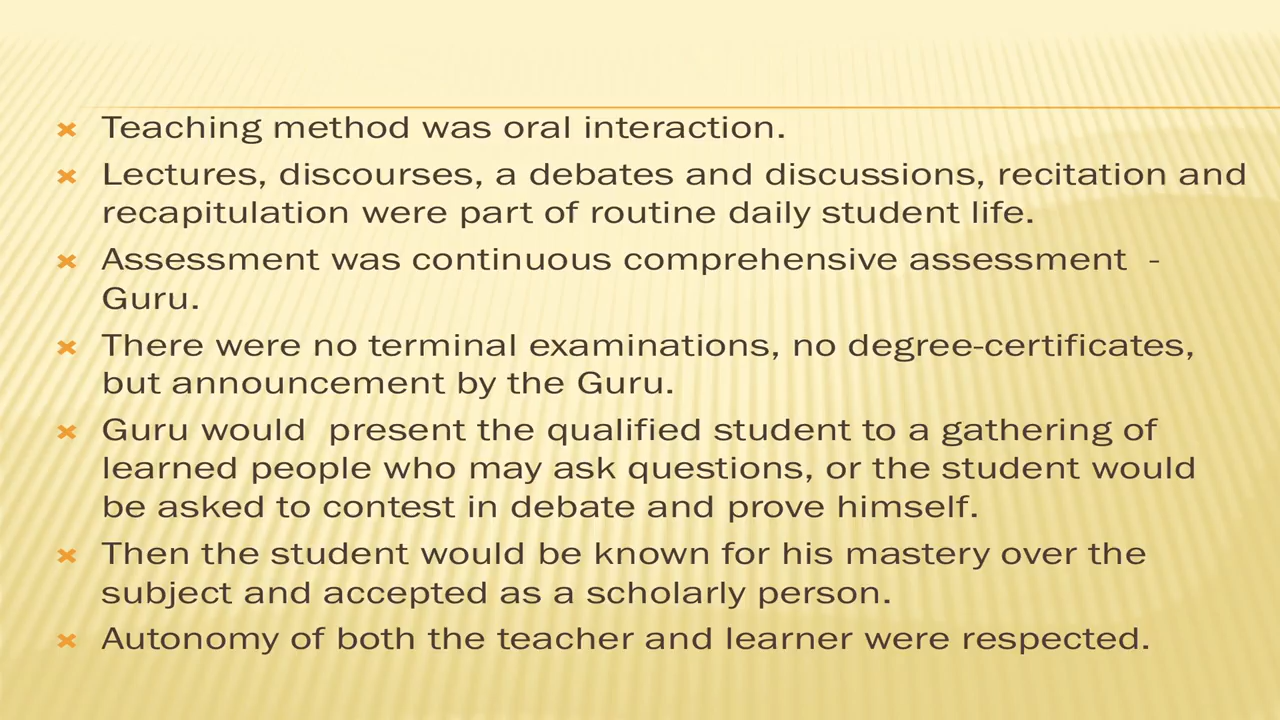 Teaching method was oral interaction.
Lectures, discourses, a debates and discussions, recitation and
recapitulation were part of routine daily student life.
Assessment was continuous comprehensive assessment -
Guru.
There were no terminal examinations, no degree-certificates,
but announcement by the Guru.
Guru would present the qualified student to a gathering of
learned people who may ask questions, or the student would
be asked to contest in debate and prove himself.
Then the student would be known for his mastery over the
subject and accepted as a scholarly person.
Autonomy of both the teacher and learner were respected.